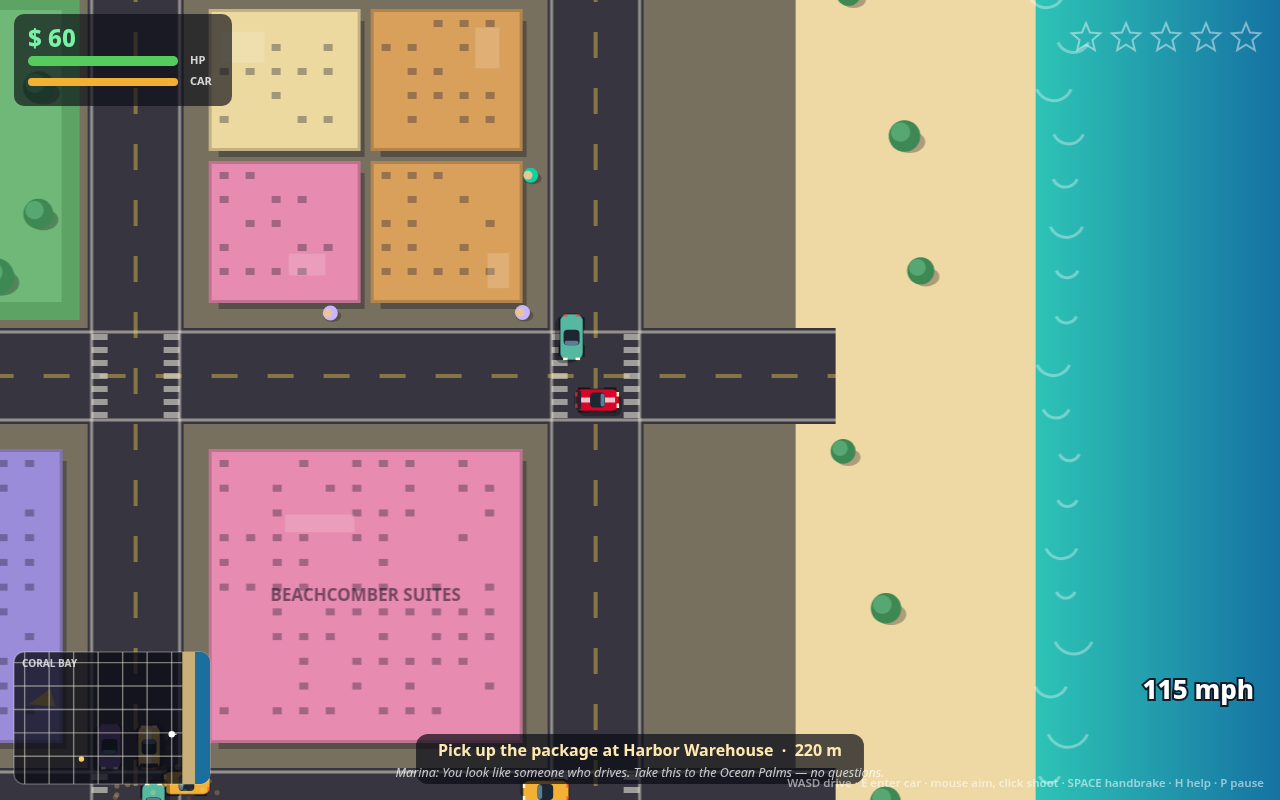 $ 60
HP
CAR
BEACHCOMBER SUITES
CORAL BAY
115 mph
Pick up the package at Harbor Warehouse · 220 m
Marina: You look like someone who drives. Take this to the Ocean Palms — no questions.
WASD drive · E enter car · mouse aim, click shoot · SPACE handbrake · H help · P pause